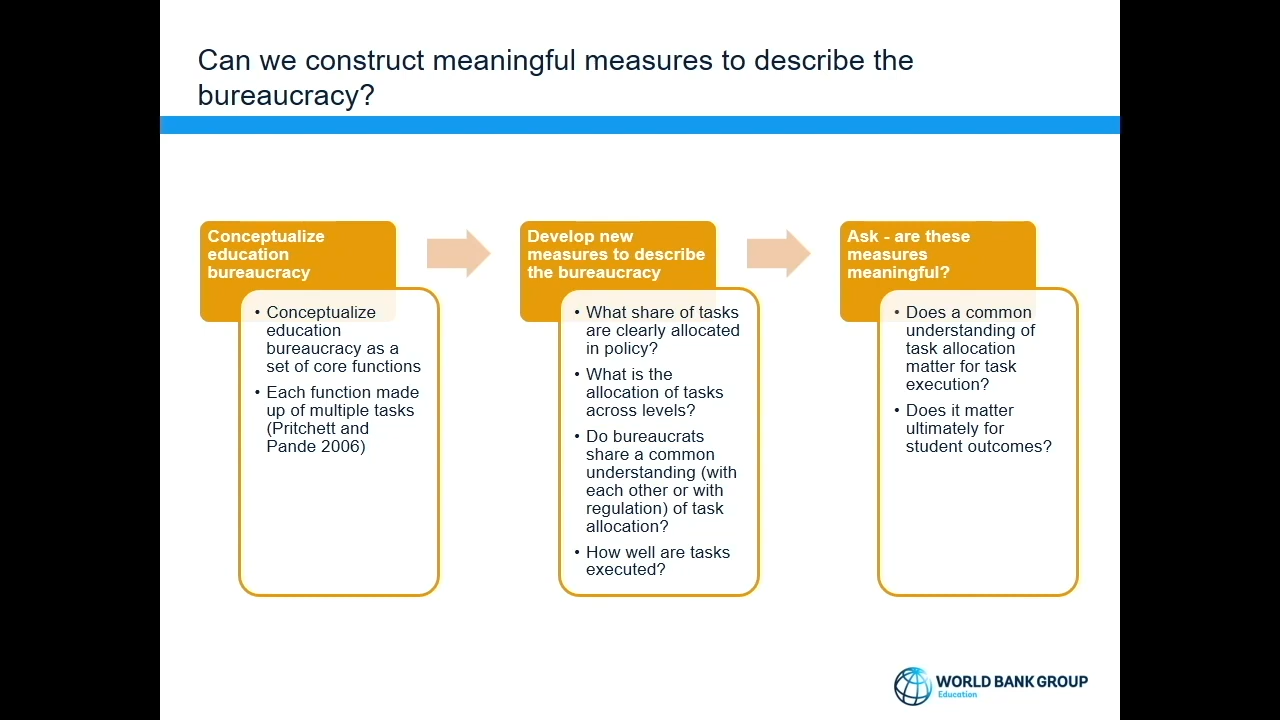 Can we construct meaningful measures to describe the
bureaucracy?
Conceptualize
education
bureaucracy
• Conceptualize
education
bureaucracy as a
set of core functions
• Each function made
up of multiple tasks
(Pritchett and
Pande 2006)
Develop new
measures to describe
the bureaucracy
• What share of tasks
are clearly allocated
in policy?
• What is the
allocation of tasks
across levels?
• Do bureaucrats
share a common
understanding (with
each other or with
regulation) of task
allocation?
• How well are tasks
executed?
Ask - are these
measures
meaningful?
• Does a common
understanding of
task allocation
matter for task
execution?
• Does it matter
ultimately for
student outcomes?
WORLD BANK GROUP
Education